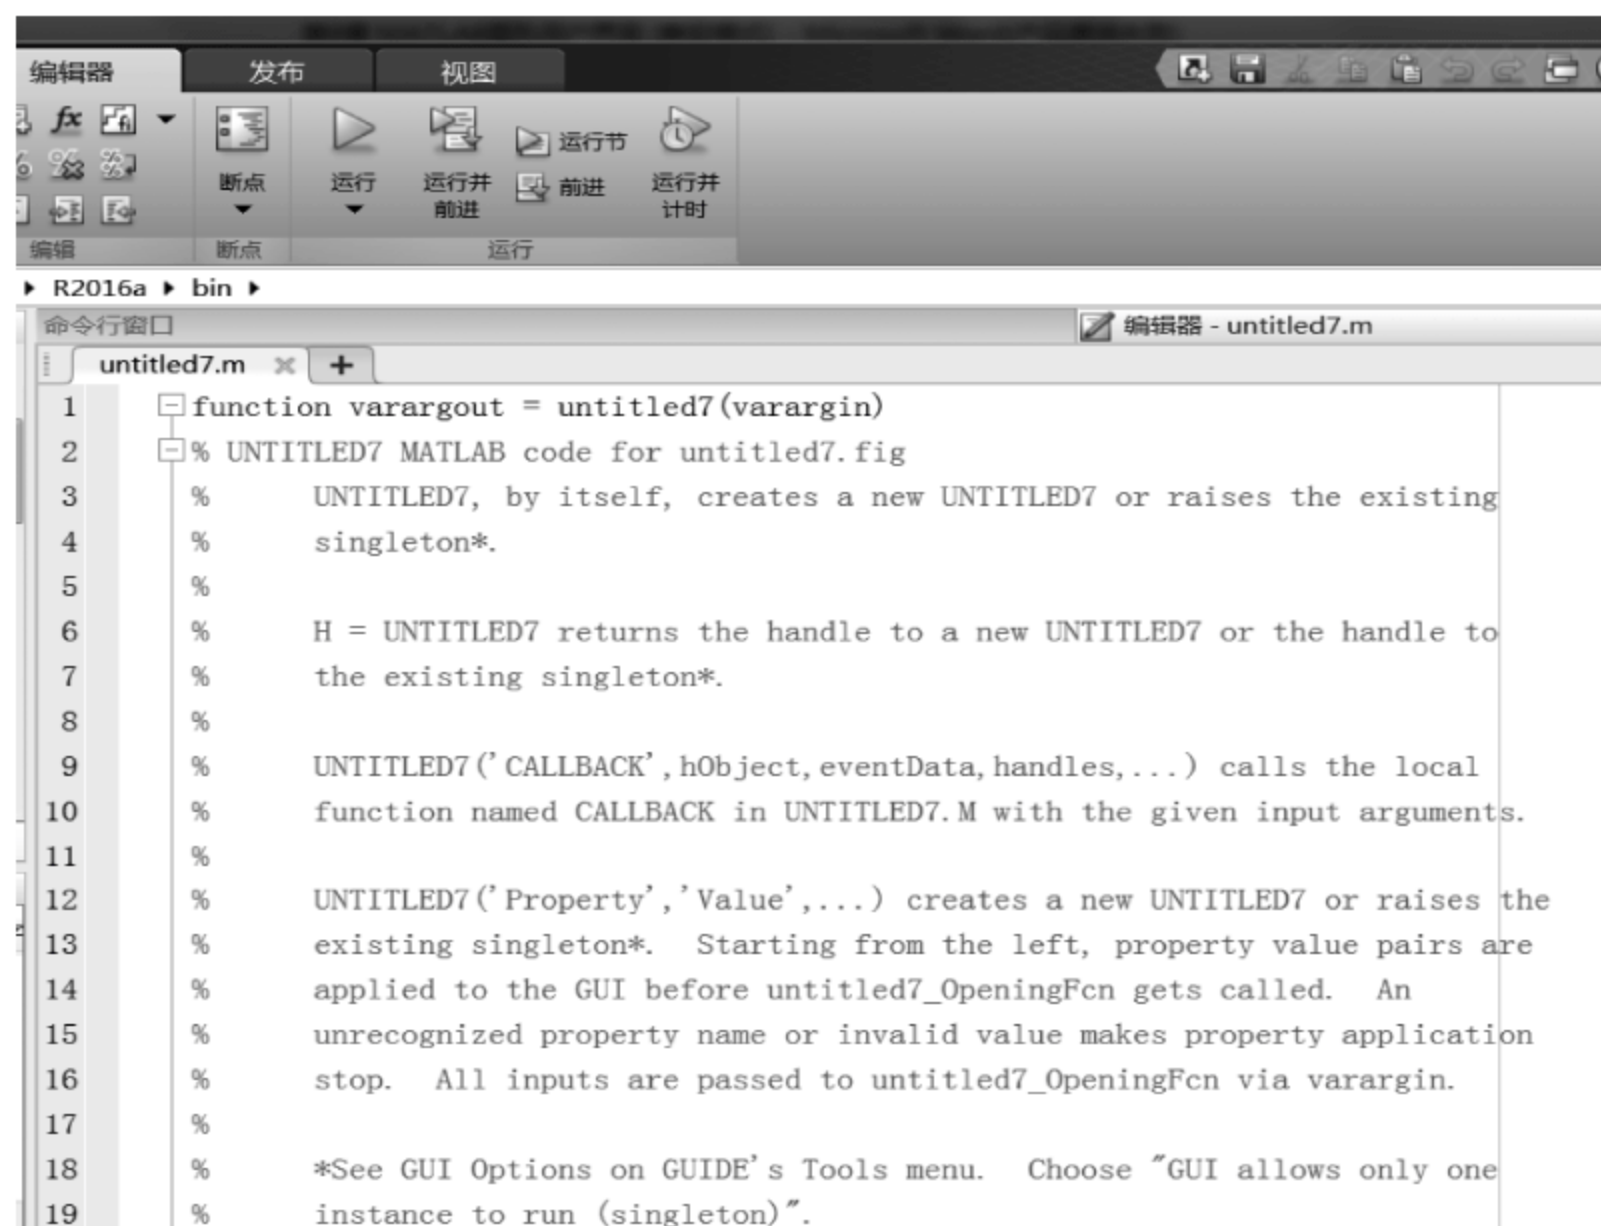 编辑器 发布 视图
fx
断点 运行 运行并前进 运行节 前进 运行并计时
编辑 断点 运行
R2016a bin
命令行窗口 编辑器 - untitled7.m
untitled7.m
1 function varargout = untitled7(varargin)
2 % UNTITLED7 MATLAB code for untitled7.fig
3 % UNTITLED7, by itself, creates a new UNTITLED7 or raises the existing
4 % singleton*.
5 %
6 % H = UNTITLED7 returns the handle to a new UNTITLED7 or the handle to
7 % the existing singleton*.
8 %
9 % UNTITLED7('CALLBACK',hObject,eventData,handles,...) calls the local
10 % function named CALLBACK in UNTITLED7.M with the given input arguments.
11 %
12 % UNTITLED7('Property','Value',...) creates a new UNTITLED7 or raises the
13 % existing singleton*.  Starting from the left, property value pairs are
14 % applied to the GUI before untitled7_OpeningFcn gets called.  An
15 % unrecognized property name or invalid value makes property application
16 % stop.  All inputs are passed to untitled7_OpeningFcn via varargin.
17 %
18 % *See GUI Options on GUIDE's Tools menu.  Choose "GUI allows only one
19 % instance to run (singleton)".